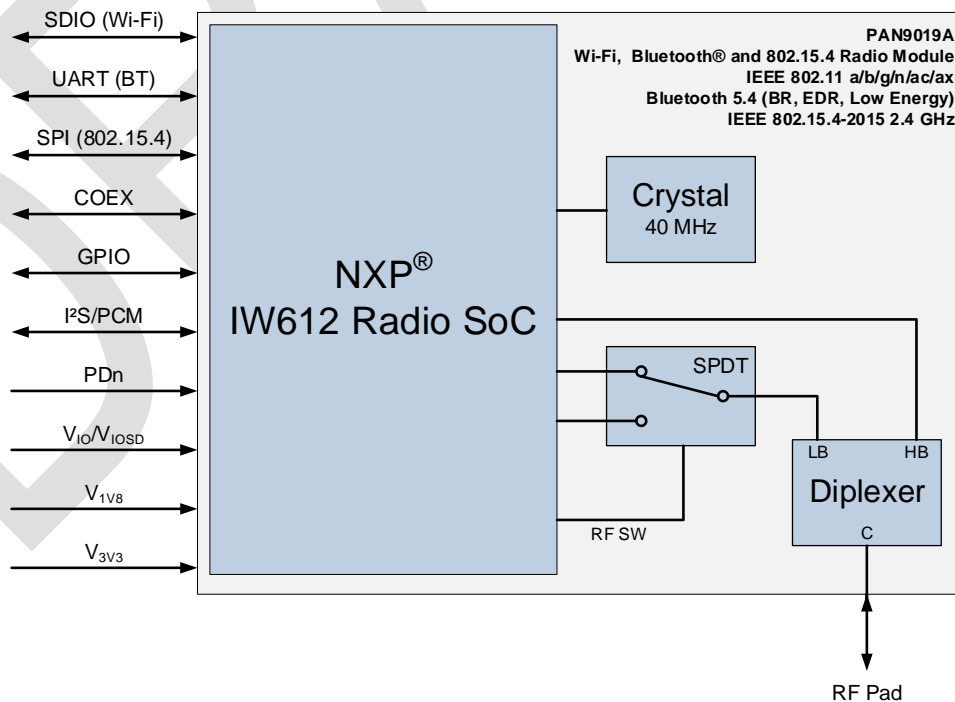 SDIO (Wi-Fi)
UART (BT)
SPI (802.15.4)
COEX
GPIO
I²S/PCM
PDn
VIO/VIOSD
V1V8
V3V3
PAN9019A
Wi-Fi, Bluetooth® and 802.15.4 Radio Module
IEEE 802.11 a/b/g/n/ac/ax
Bluetooth 5.4 (BR, EDR, Low Energy)
IEEE 802.15.4-2015 2.4 GHz
NXP®
IW612 Radio SoC
Crystal
40 MHz
SPDT
RF SW
LB HB
Diplexer
C
RF Pad